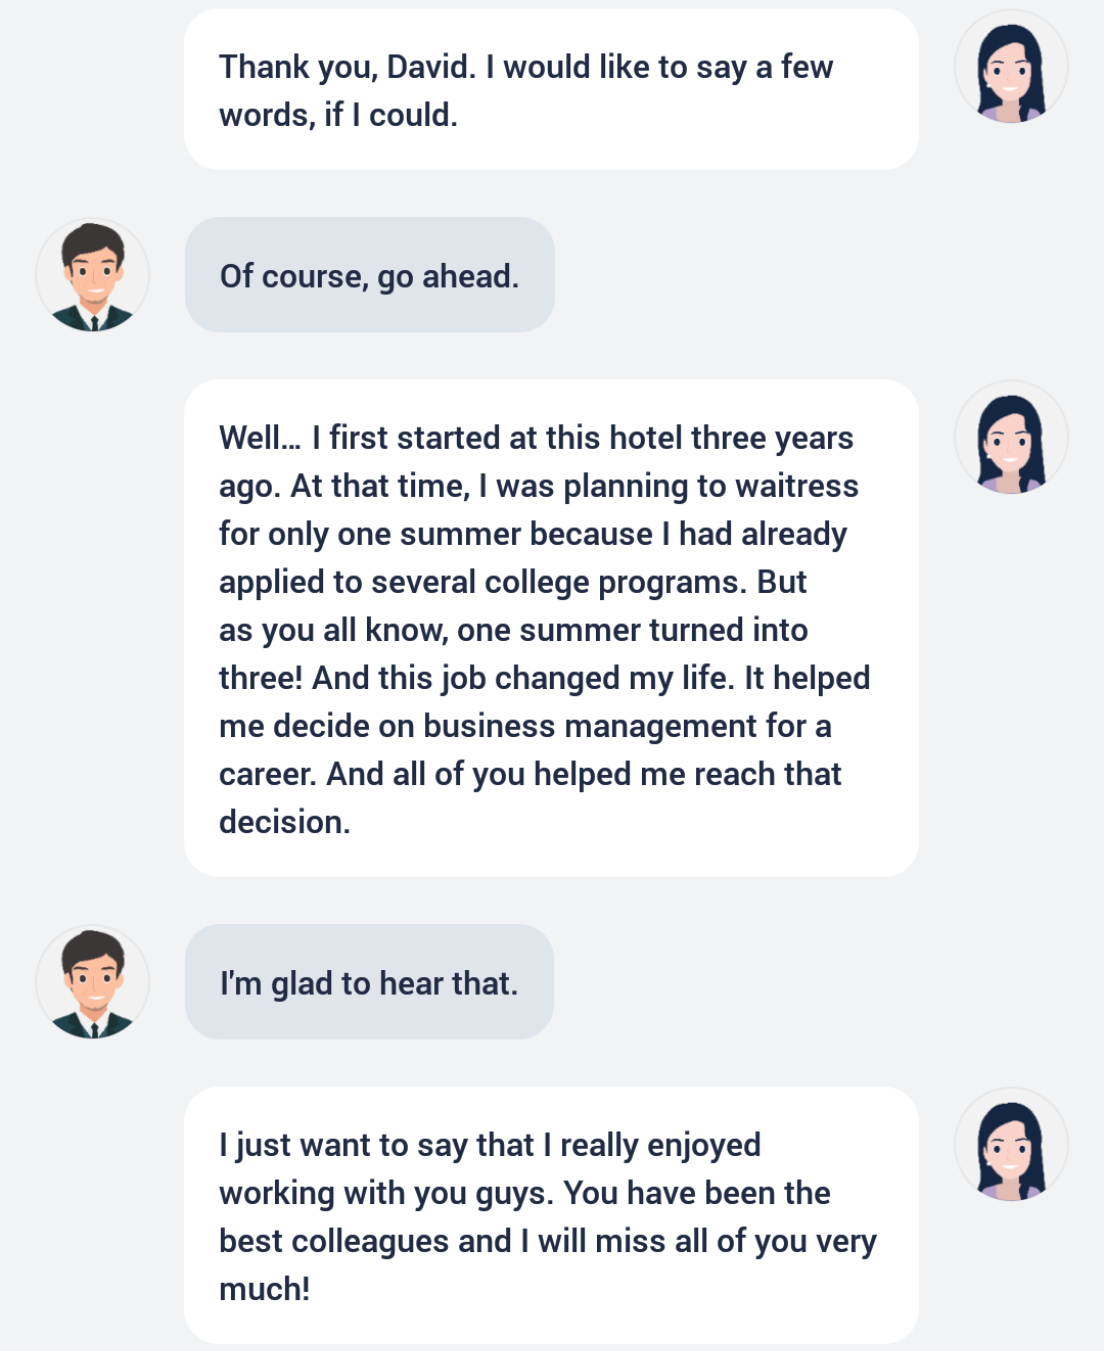 Thank you, David. I would like to say a few
words, if I could.
Of course, go ahead.
Well... I first started at this hotel three years
ago. At that time, I was planning to waitress
for only one summer because I had already
applied to several college programs. But
as you all know, one summer turned into
three! And this job changed my life. It helped
me decide on business management for a
career. And all of you helped me reach that
decision.
I'm glad to hear that.
I just want to say that I really enjoyed
working with you guys. You have been the
best colleagues and I will miss all of you very
much!